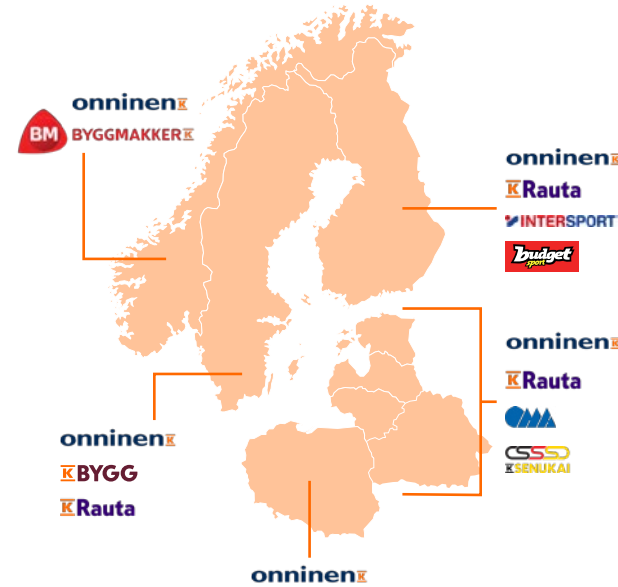 onninen K
BM BYGGMAKKER K
onninen K
K Rauta
INTERSPORT
budget
sport
onninen K
K Rauta
OMA
K SENUKAI
onninen K
K BYGG
K Rauta
onninen K